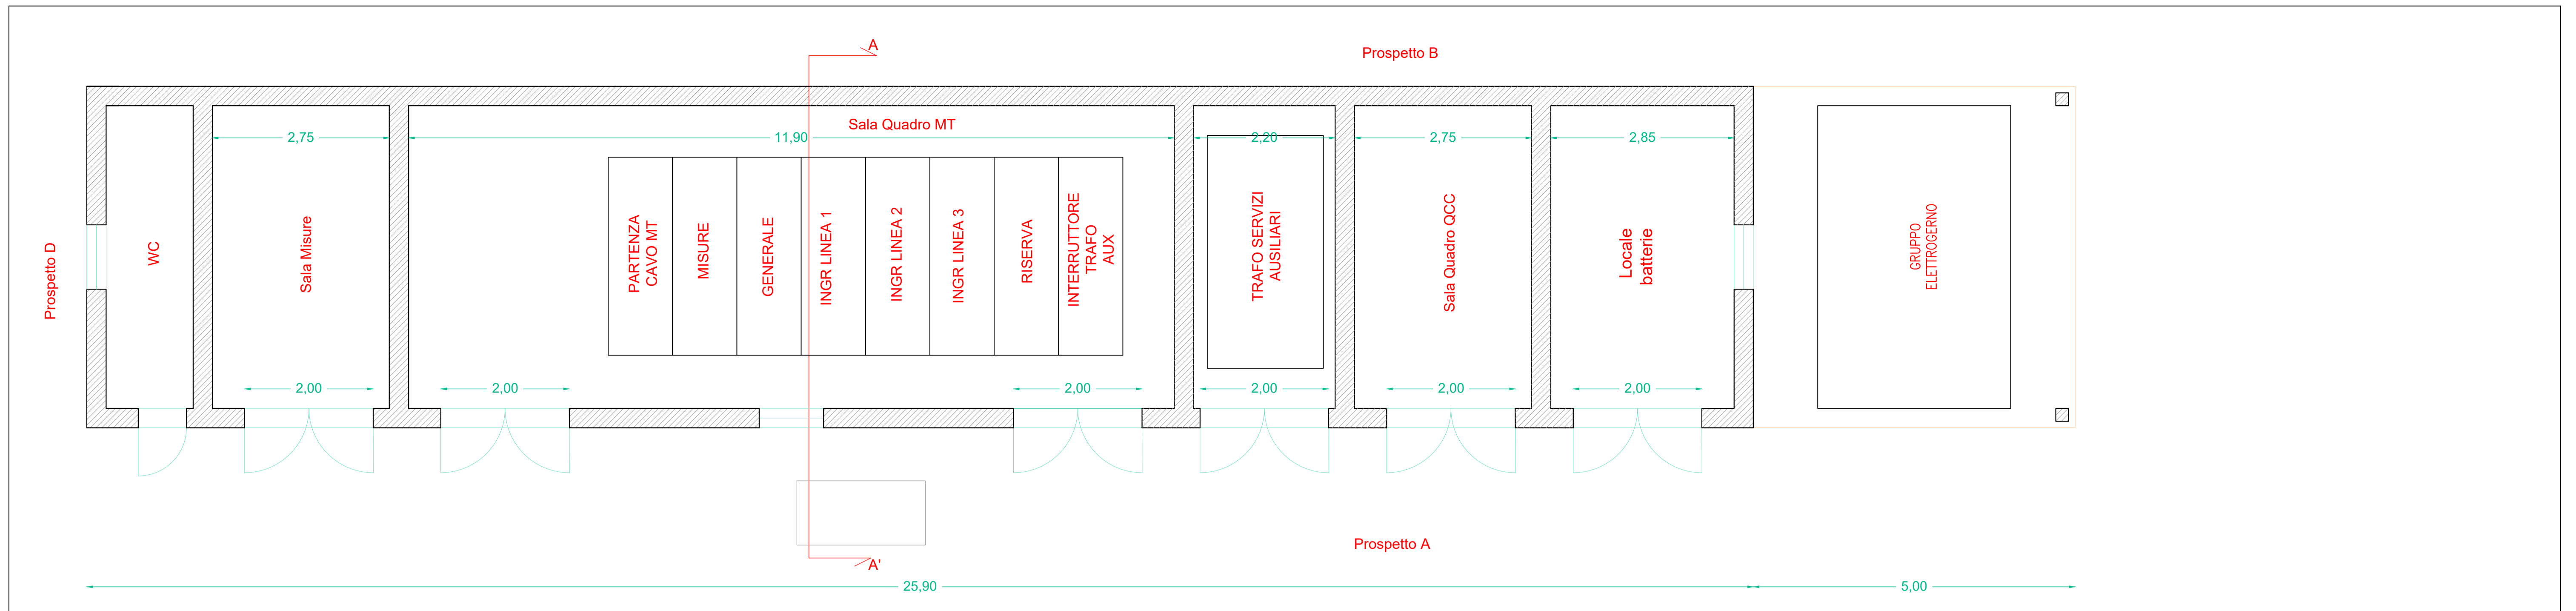 A
Prospetto B
Sala Quadro MT
2,75
11,90
2,20
2,75
2,85
Prospetto D
WC
Sala Misure
PARTENZA
CAVO MT
MISURE
GENERALE
INGR LINEA 1
INGR LINEA 2
INGR LINEA 3
RISERVA
INTERRUTTORE
TRAFO
AUX
TRAFO SERVIZI
AUSILIARI
Sala Quadro QCC
Locale
batterie
GRUPPO
ELETTROGERNO
2,00
2,00
2,00
2,00
2,00
2,00
Prospetto A
A'
25,90
5,00